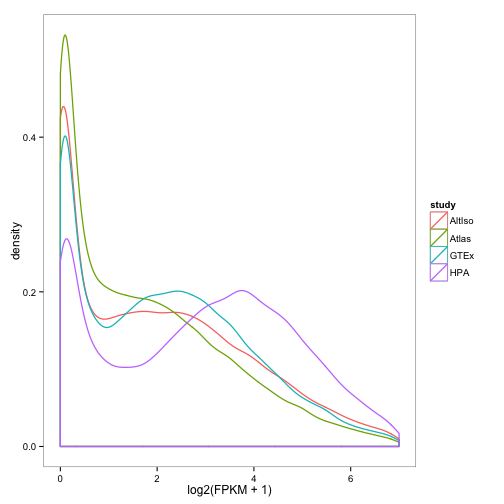 density
0.4
0.2
0.0
0 2 4 6
log2(FPKM + 1)
study
AltIso
Atlas
GTEx
HPA